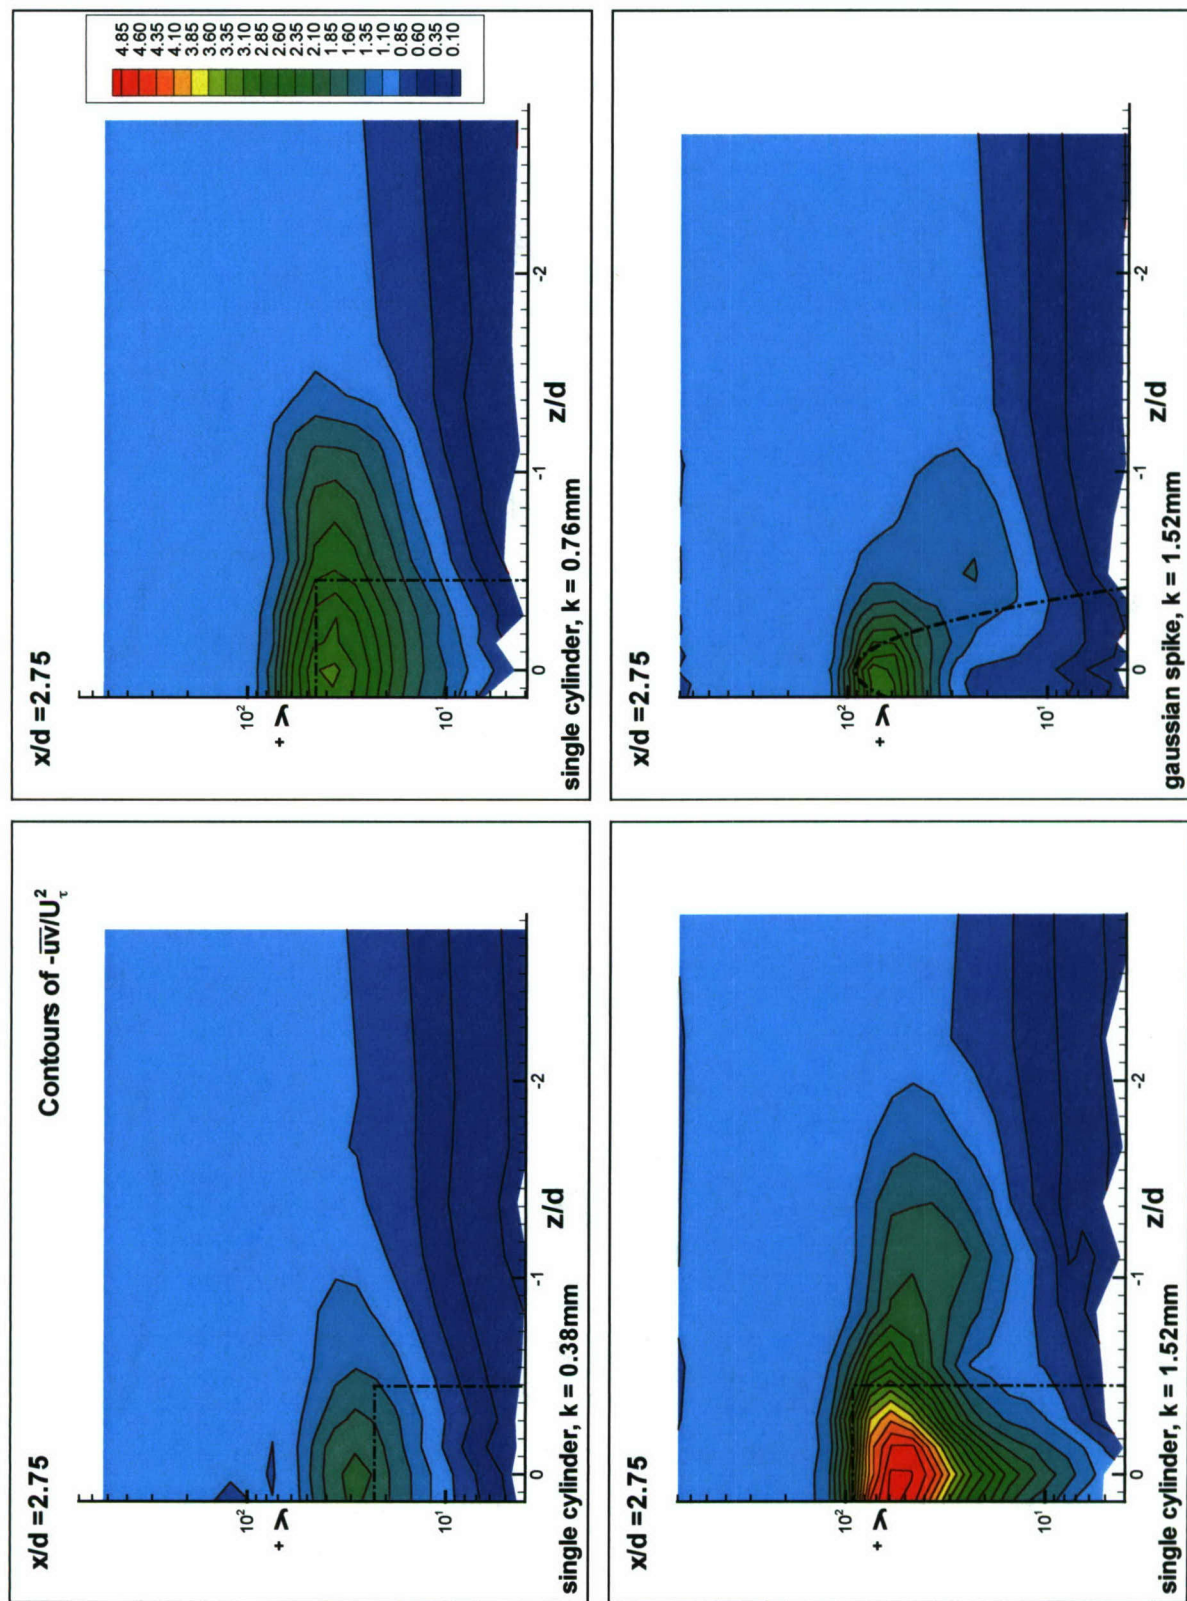 Contours of -uv/U²τ
x/d =2.75
10²
y+
10¹
0
-1
-2
z/d
single cylinder, k = 0.38mm
x/d =2.75
4.85
4.60
4.35
4.10
3.85
3.60
3.35
3.10
2.85
2.60
2.35
2.10
1.85
1.60
1.35
1.10
0.85
0.60
0.35
0.10
10²
y+
10¹
0
-1
-2
z/d
single cylinder, k = 0.76mm
x/d =2.75
10²
y+
10¹
0
-1
-2
z/d
single cylinder, k = 1.52mm
x/d =2.75
10²
y+
10¹
0
-1
-2
z/d
gaussian spike, k = 1.52mm